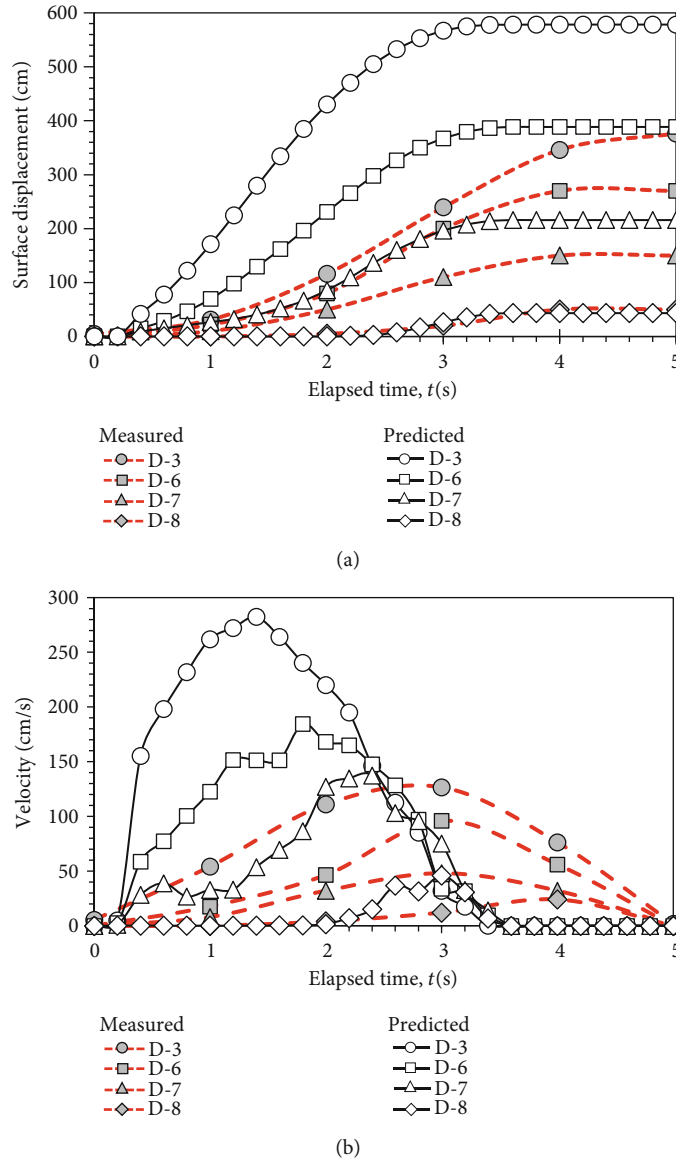 600
500
400
300
200
100
0
Surface displacement (cm)
0 1 2 3 4 5
Elapsed time, t(s)
Measured Predicted
D-3 D-3
D-6 D-6
D-7 D-7
D-8 D-8
(a)
300
250
200
150
100
50
0
Velocity (cm/s)
0 1 2 3 4 5
Elapsed time, t(s)
Measured Predicted
D-3 D-3
D-6 D-6
D-7 D-7
D-8 D-8
(b)